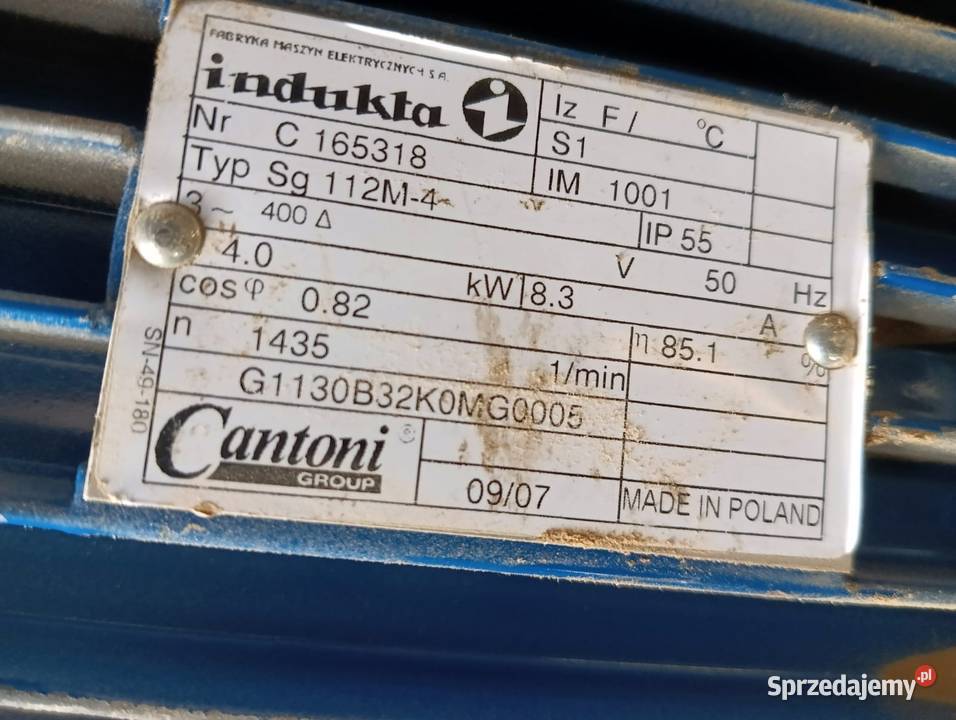 FABRYKA MASZYN ELEKTRYCZNYCH S.A.
indukta
Iz F/ °C
Nr C 165318
S1
Typ Sg 112M-4
IM 1001
3~ 400 Δ V 50 Hz
IP 55
4.0 kW 8.3 A
cos φ 0.82 η 85.1 %
n 1435 1/min
G1130B32K0MG0005
SN-49-180
Cantoni ®
GROUP
09/07
MADE IN POLAND
Sprzedajemy.pl